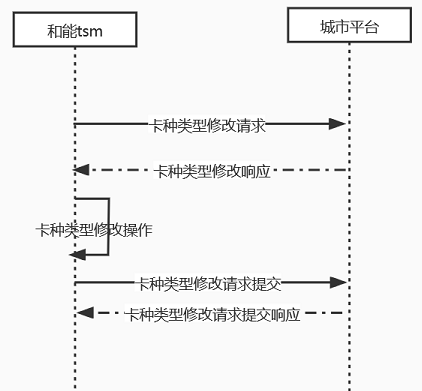 和能tsm
城市平台
卡种类型修改请求
卡种类型修改响应
卡种类型修改操作
卡种类型修改请求提交
卡种类型修改请求提交响应